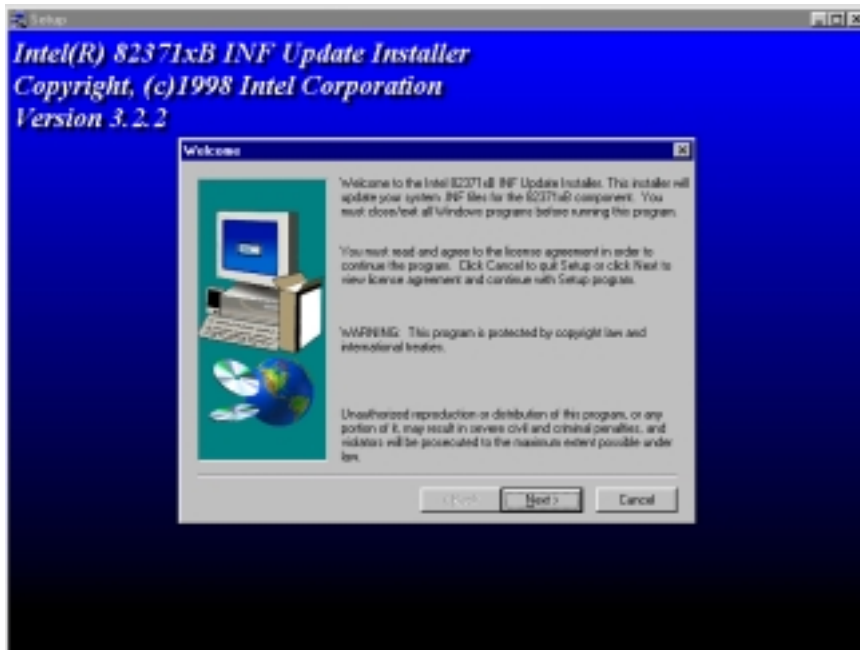 Setup
Intel(R) 82371xB INF Update Installer
Copyright, (c)1998 Intel Corporation
Version 3.2.2
Welcome
Welcome to the Intel 82371xB INF Update Installer. This installer will
update your system .INF files for the 82371xB component. You
must close/exit all Windows programs before running this program.
You must read and agree to the license agreement in order to
continue the program. Click Cancel to quit Setup or click Next to
view license agreement and continue with Setup program.
WARNING: This program is protected by copyright law and
international treaties.
Unauthorized reproduction or distribution of this program, or any
portion of it, may result in severe civil and criminal penalties, and
violators will be prosecuted to the maximum extent possible under
law.
< Back
Next >
Cancel